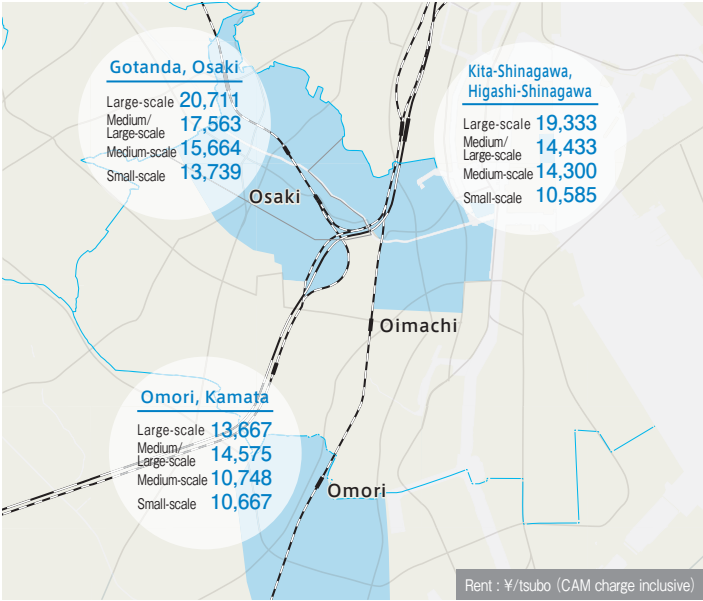 Gotanda, Osaki
Large-scale 20,711
Medium/
Large-scale 17,563
Medium-scale 15,664
Small-scale 13,739
Kita-Shinagawa,
Higashi-Shinagawa
Large-scale 19,333
Medium/
Large-scale 14,433
Medium-scale 14,300
Small-scale 10,585
Osaki
Oimachi
Omori, Kamata
Large-scale 13,667
Medium/
Large-scale 14,575
Medium-scale 10,748
Small-scale 10,667
Omori
Rent : ¥/tsubo (CAM charge inclusive)